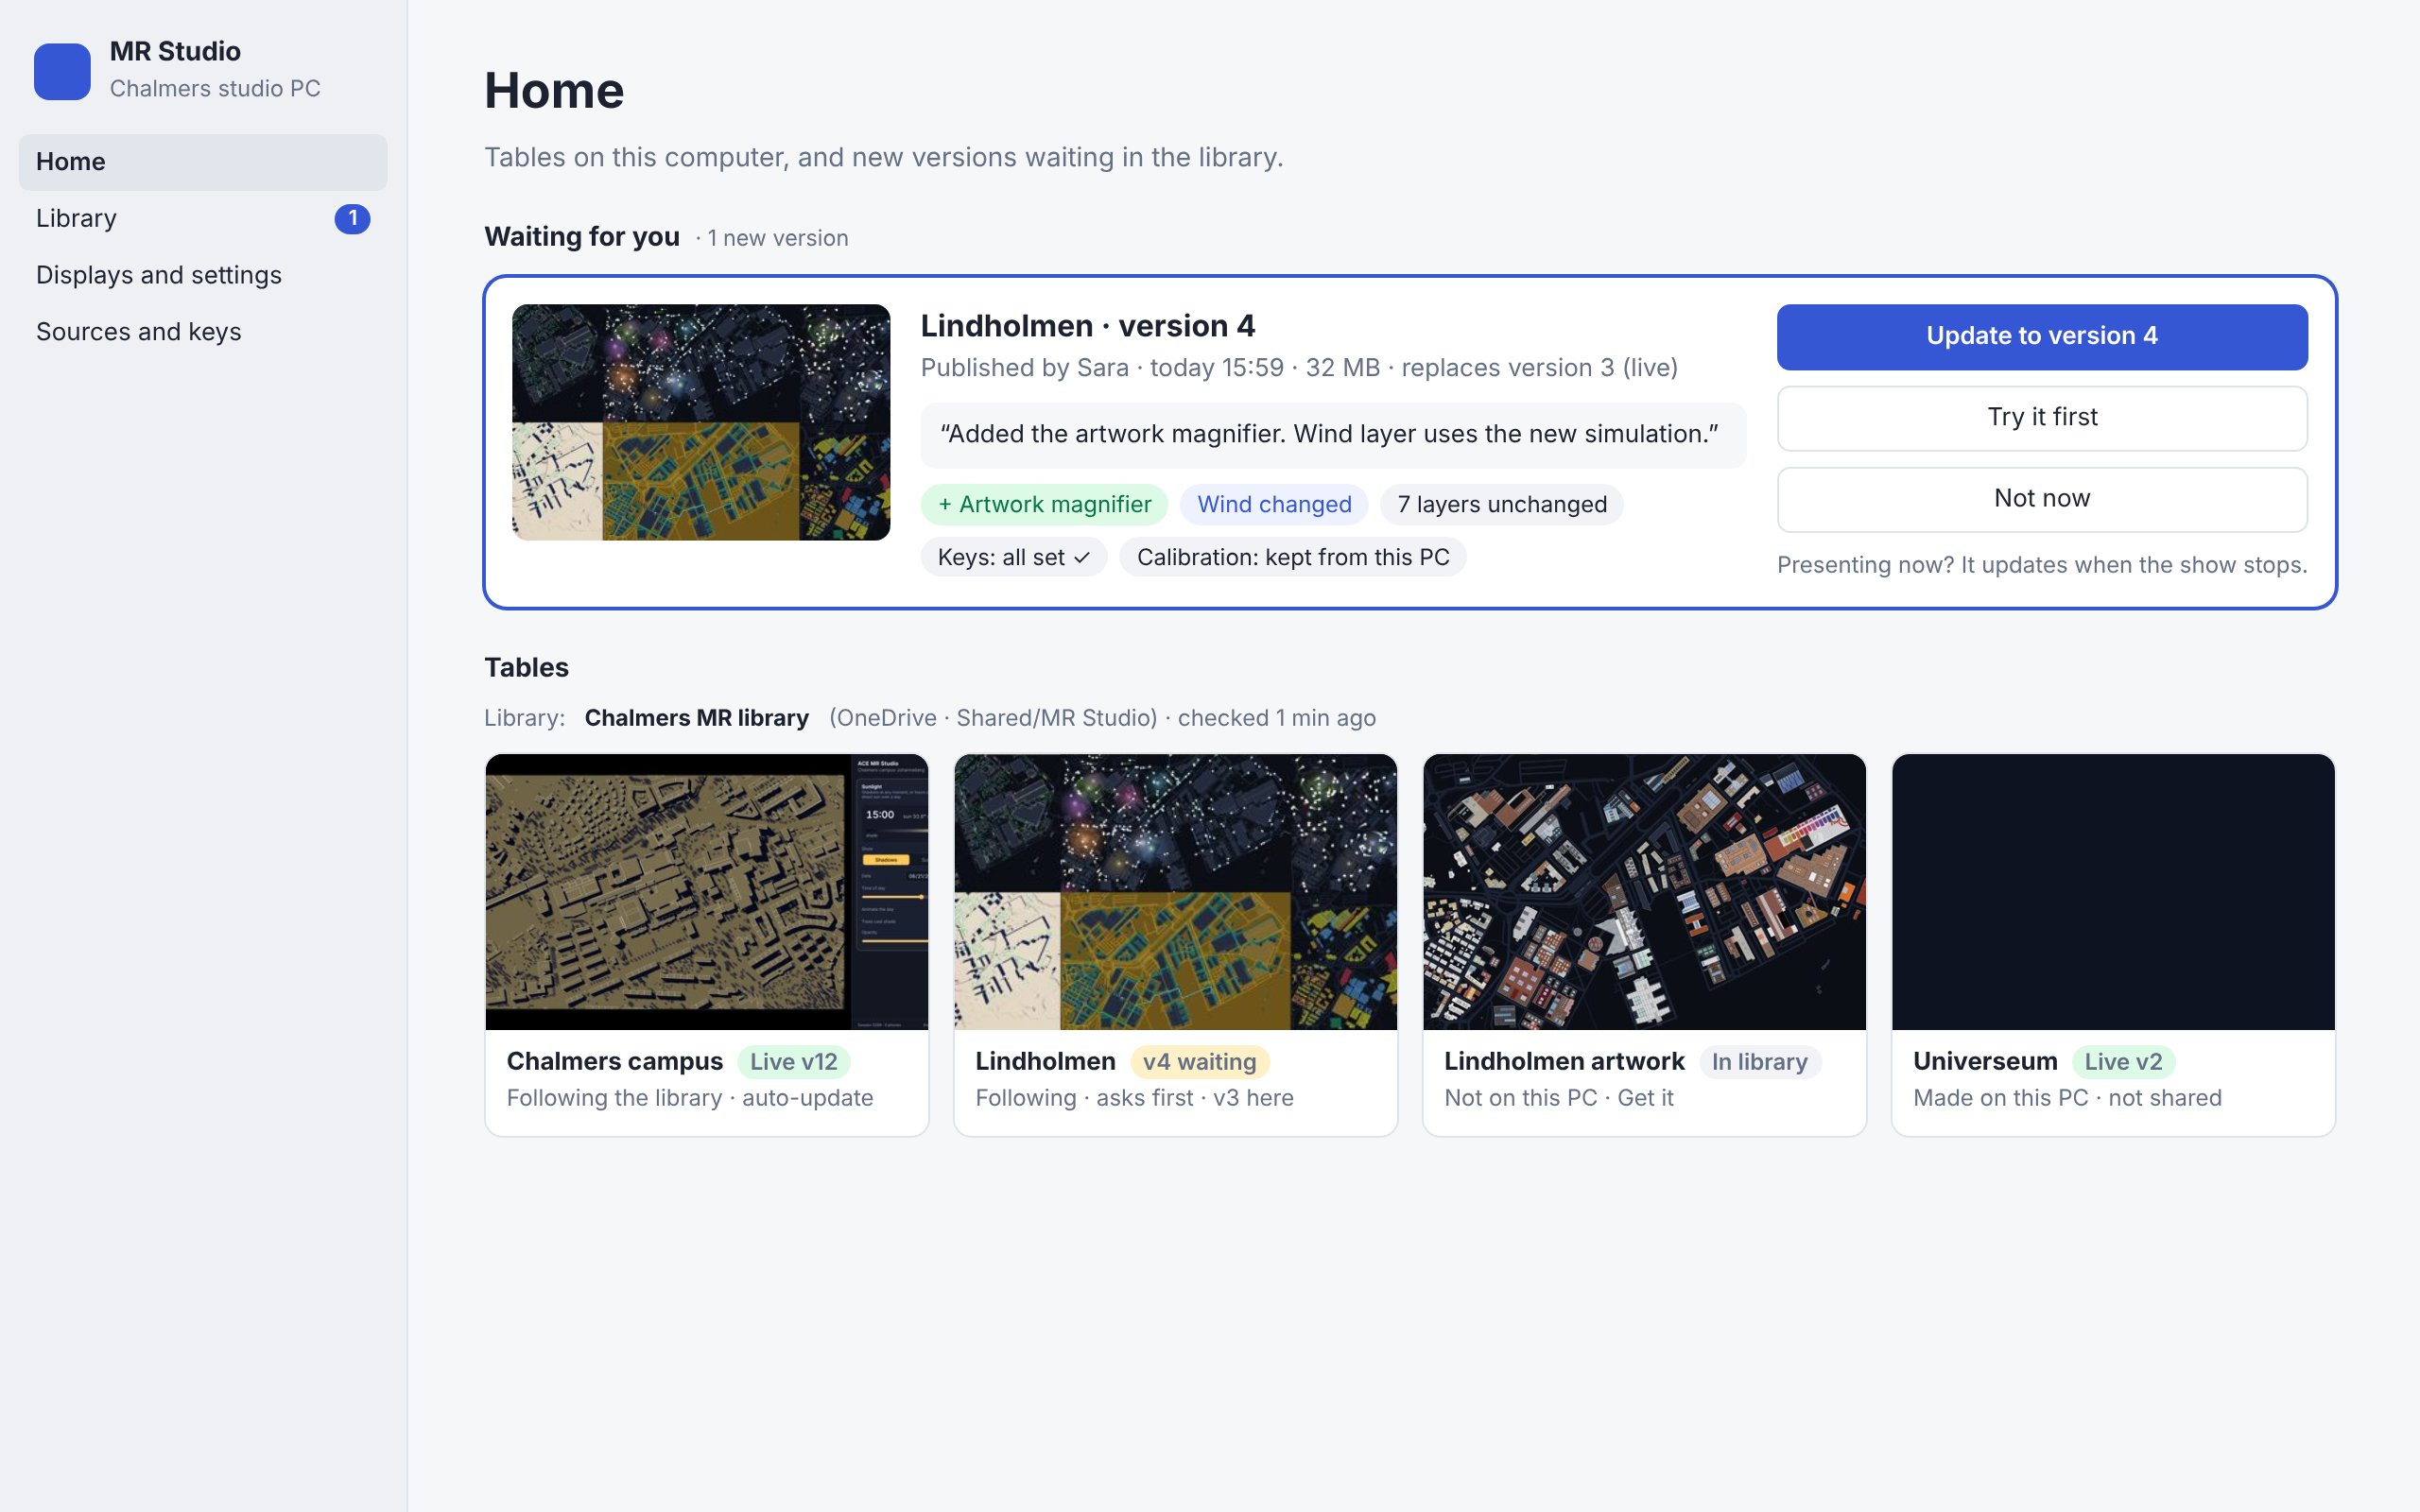 MR Studio
Chalmers studio PC
Home
Library 1
Displays and settings
Sources and keys
Home
Tables on this computer, and new versions waiting in the library.
Waiting for you · 1 new version
Lindholmen · version 4
Published by Sara · today 15:59 · 32 MB · replaces version 3 (live)
“Added the artwork magnifier. Wind layer uses the new simulation.”
+ Artwork magnifier Wind changed 7 layers unchanged
Keys: all set ✓ Calibration: kept from this PC
Update to version 4
Try it first
Not now
Presenting now? It updates when the show stops.
Tables
Library: Chalmers MR library (OneDrive · Shared/MR Studio) · checked 1 min ago
ACE MR Studio
Sunlight
15:00
Shadows
Chalmers campus Live v12
Following the library · auto-update
Lindholmen v4 waiting
Following · asks first · v3 here
Lindholmen artwork In library
Not on this PC · Get it
Universeum Live v2
Made on this PC · not shared